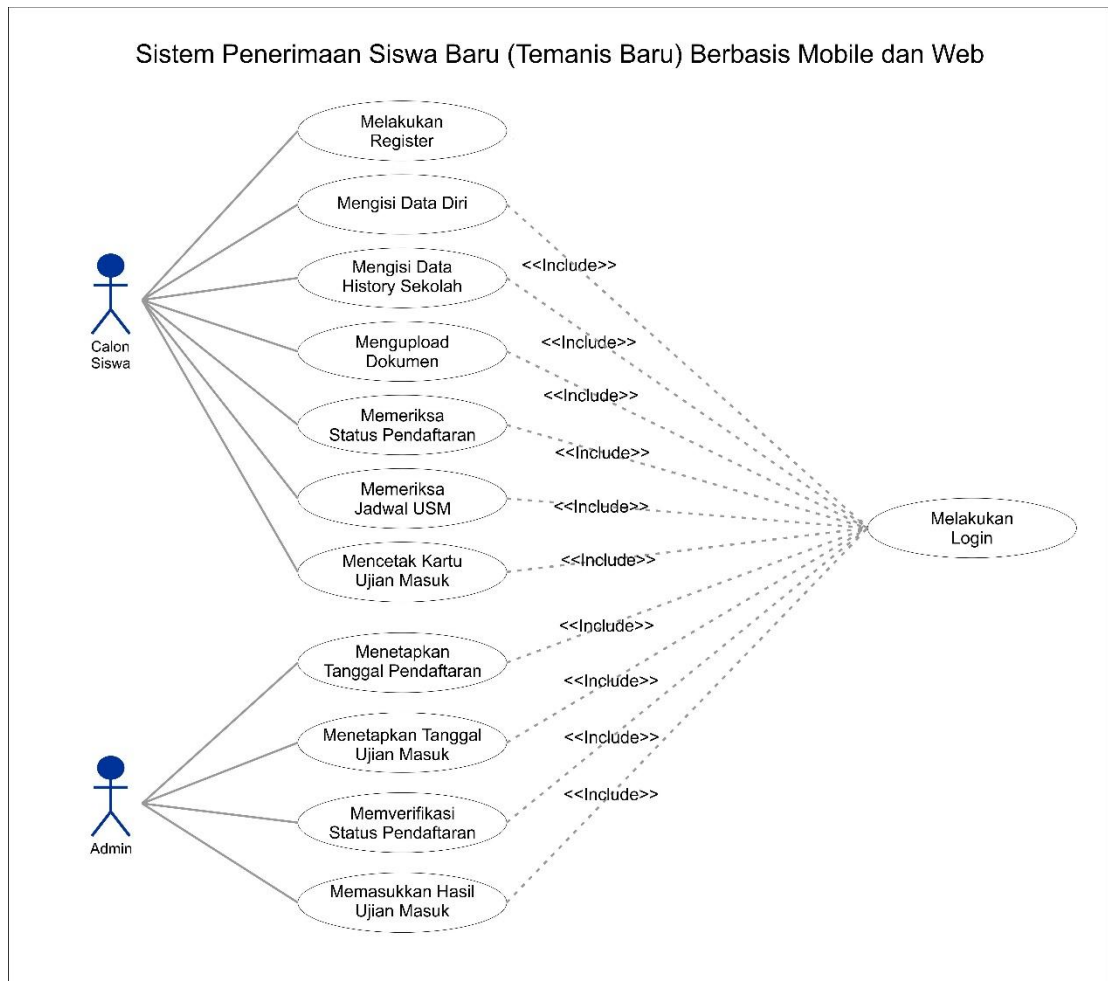 Sistem Penerimaan Siswa Baru (Temanis Baru) Berbasis Mobile dan Web
Melakukan
Register
Mengisi Data Diri
<<Include>>
Mengisi Data
History Sekolah
<<Include>>
Calon
Siswa
Mengupload
Dokumen
<<Include>>
Memeriksa
Status Pendaftaran
<<Include>>
Memeriksa
Jadwal USM
<<Include>>
Melakukan
Login
Mencetak Kartu
Ujian Masuk
<<Include>>
Menetapkan
Tanggal Pendaftaran
<<Include>>
Menetapkan Tanggal
Ujian Masuk
<<Include>>
<<Include>>
Memverifikasi
Status Pendaftaran
<<Include>>
Admin
Memasukkan Hasil
Ujian Masuk